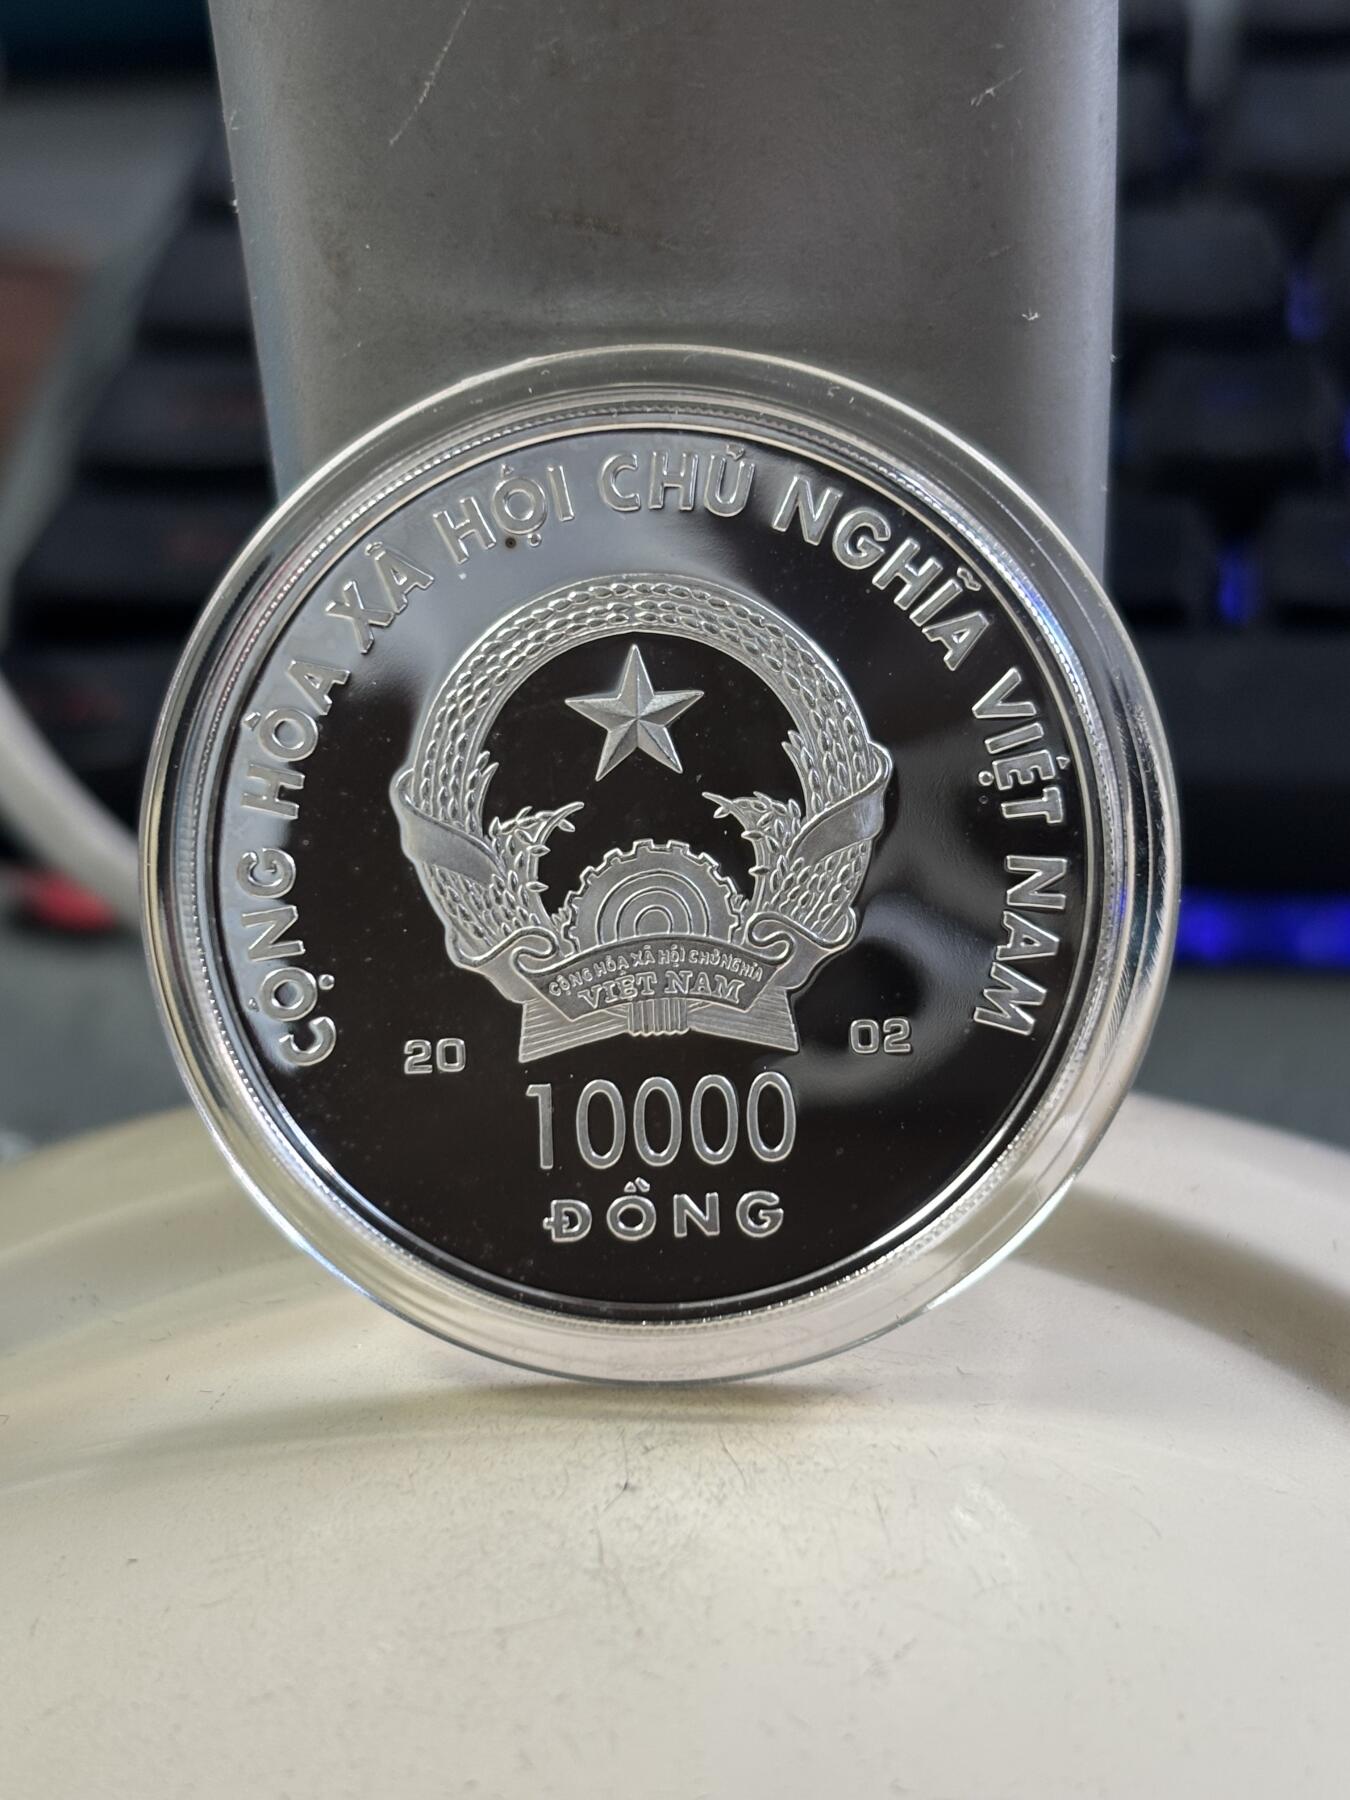 CỘNG HÒA XÃ HỘI CHỦ NGHĨA VIỆT NAM
CỘNG HÒA XÃ HỘI CHỦ NGHĨA
VIỆT NAM
20 02
10000
ĐỒNG